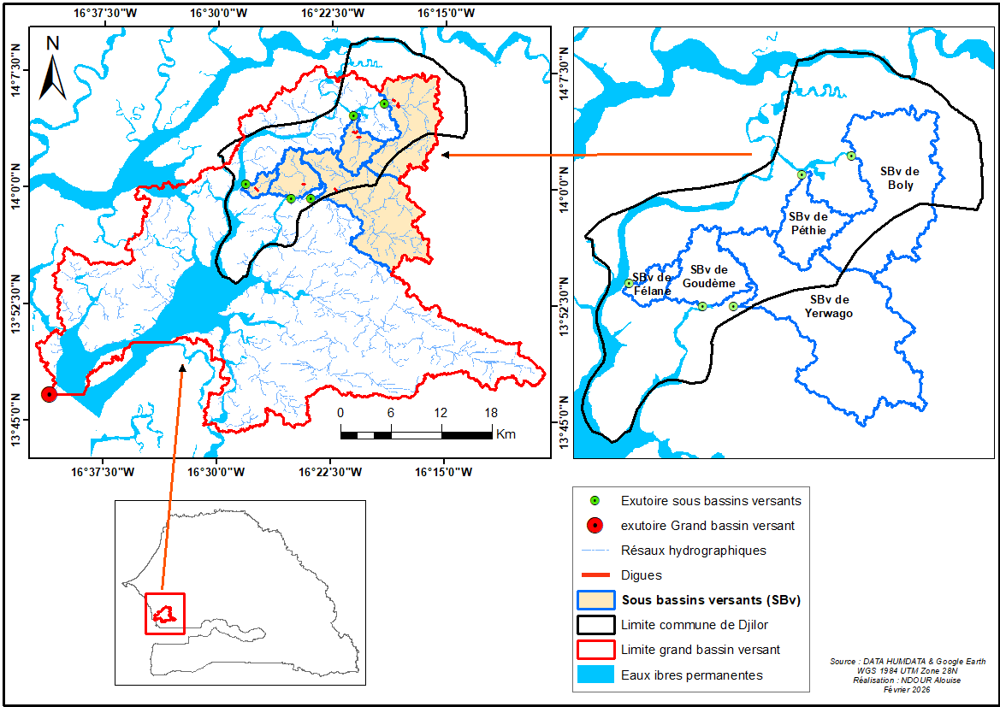 16°37'30"W 16°30'0"W 16°22'30"W 16°15'0"W
N
14°7'30"N
14°0'0"N
13°52'30"N
13°45'0"N
0 6 12 18
Km
16°37'30"W 16°30'0"W 16°22'30"W 16°15'0"W
14°7'30"N
14°0'0"N
13°52'30"N
13°45'0"N
SBv de
Boly
SBv de
Péthie
SBv de
Goudème
SBv de
Félane
SBv de
Yerwago
Exutoire sous bassins versants
exutoire Grand bassin versant
Résaux hydrographiques
Digues
Sous bassins versants (SBv)
Limite commune de Djilor
Limite grand bassin versant
Eaux ibres permanentes
Source : DATA HUMDATA & Google Earth
WGS 1984 UTM Zone 28N
Réalisation : NDOUR Alouise
Février 2026